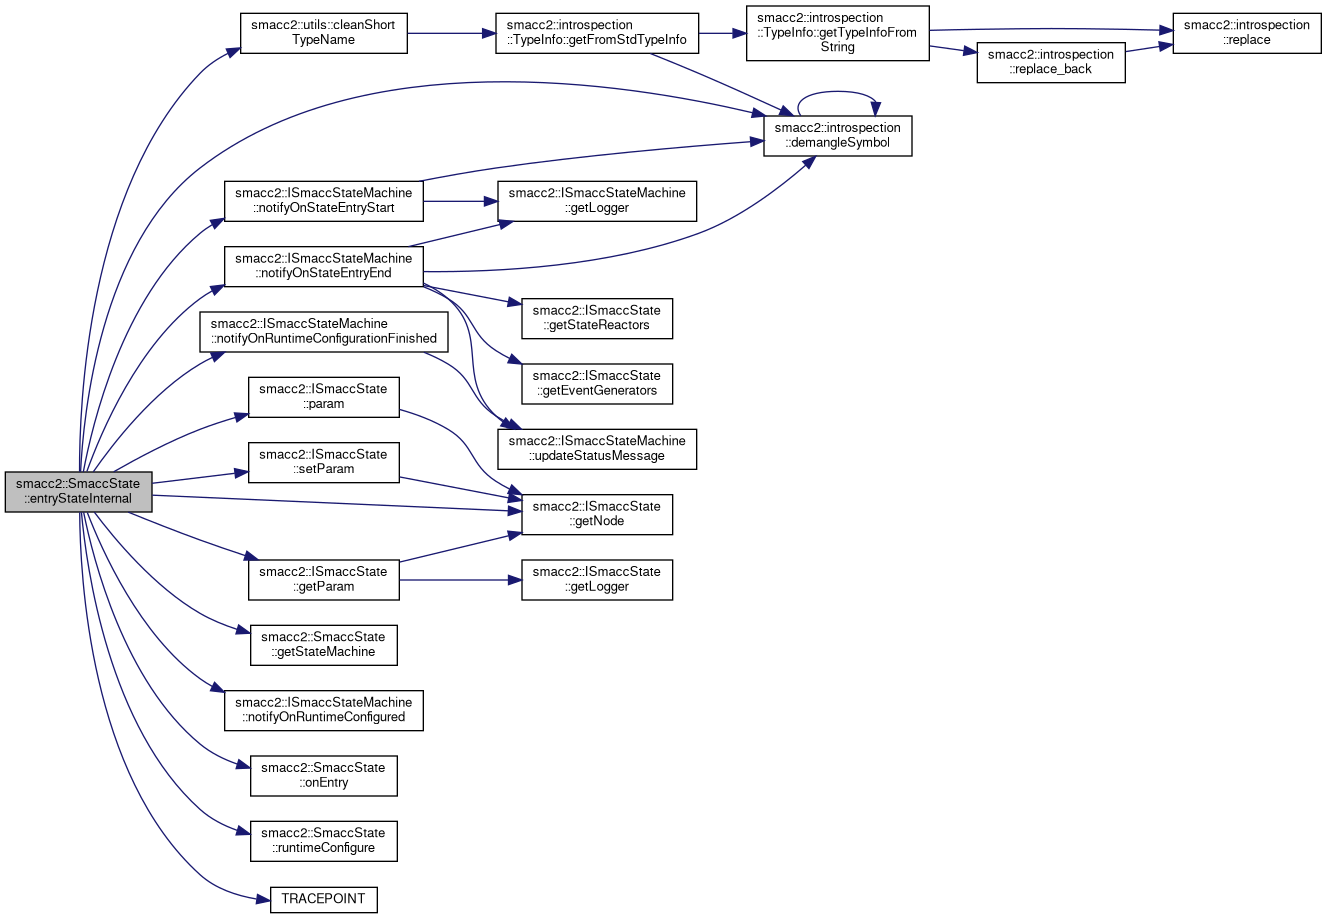 smacc2::utils::cleanShort
TypeName
smacc2::introspection
::TypeInfo::getFromStdTypeInfo
smacc2::introspection
::TypeInfo::getTypeInfoFrom
String
smacc2::introspection
::replace
smacc2::introspection
::replace_back
smacc2::introspection
::demangleSymbol
smacc2::ISmaccStateMachine
::notifyOnStateEntryStart
smacc2::ISmaccStateMachine
::getLogger
smacc2::ISmaccStateMachine
::notifyOnStateEntryEnd
smacc2::ISmaccState
::getStateReactors
smacc2::ISmaccStateMachine
::notifyOnRuntimeConfigurationFinished
smacc2::ISmaccState
::getEventGenerators
smacc2::ISmaccState
::param
smacc2::ISmaccStateMachine
::updateStatusMessage
smacc2::ISmaccState
::setParam
smacc2::SmaccState
::entryStateInternal
smacc2::ISmaccState
::getNode
smacc2::ISmaccState
::getParam
smacc2::ISmaccState
::getLogger
smacc2::SmaccState
::getStateMachine
smacc2::ISmaccStateMachine
::notifyOnRuntimeConfigured
smacc2::SmaccState
::onEntry
smacc2::SmaccState
::runtimeConfigure
TRACEPOINT